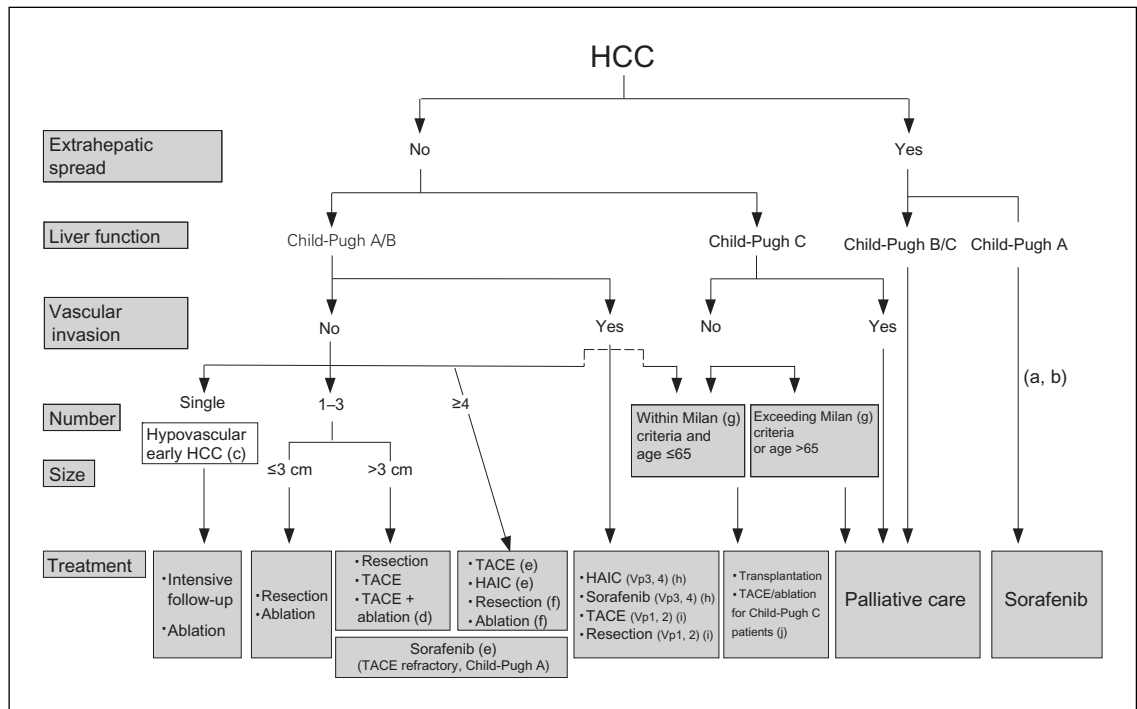 HCC
Extrahepatic
spread
No
Yes
Liver function
Child-Pugh A/B
Child-Pugh C
Child-Pugh B/C
Child-Pugh A
Vascular
invasion
No
Yes
No
Yes
(a, b)
Number
Single
1–3
≥4
Hypovascular
early HCC (c)
Within Milan (g)
criteria and
age ≤65
Exceeding Milan (g)
criteria
or age >65
Size
≤3 cm
>3 cm
Treatment
・Intensive
follow-up
・Ablation
・Resection
・Ablation
・Resection
・TACE
・TACE +
ablation (d)
・TACE (e)
・HAIC (e)
・Resection (f)
・Ablation (f)
Sorafenib (e)
(TACE refractory, Child-Pugh A)
・HAIC (Vp3, 4) (h)
・Sorafenib (Vp3, 4) (h)
・TACE (Vp1, 2) (i)
・Resection (Vp1, 2) (i)
・Transplantation
・TACE/ablation
for Child-Pugh C
patients (j)
Palliative care
Sorafenib